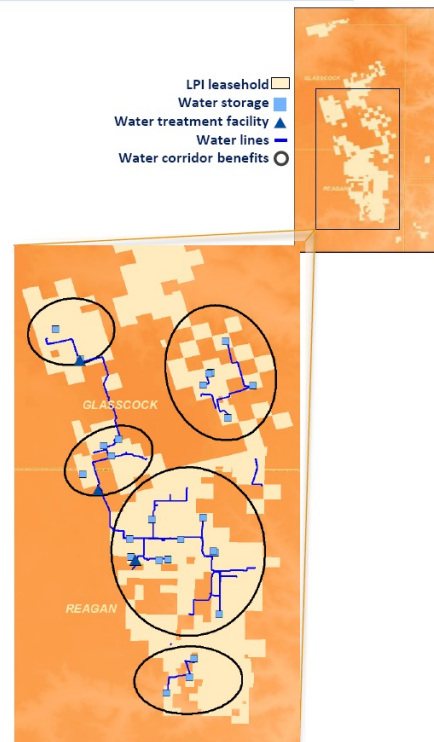 LPI leasehold
Water storage
Water treatment facility
Water lines
Water corridor benefits
GLASSCOCK
REAGAN
GLASSCOCK
REAGAN